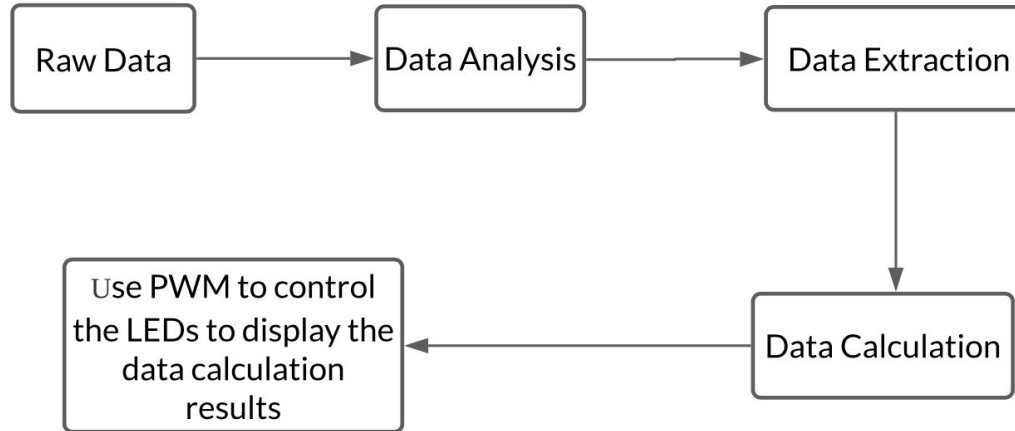 Raw Data
Data Analysis
Data Extraction
Use PWM to control
the LEDs to display the
data calculation
results
Data Calculation